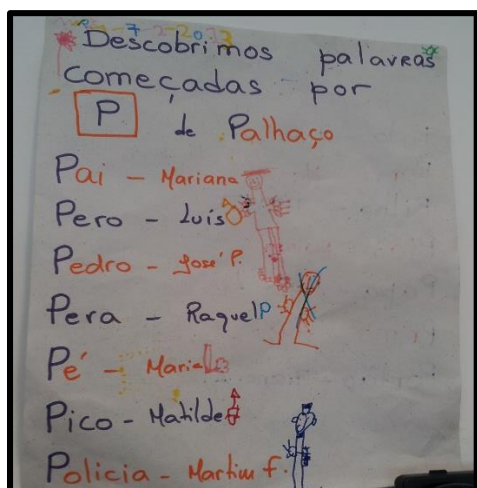 Descobrimos palavras
começadas por
P de Palhaço
Pai - Mariana
Pero - Luís
Pedro - José P.
Pera - Raquel P
Pé - Maria
Pico - Matilde
Policia - Martim F.